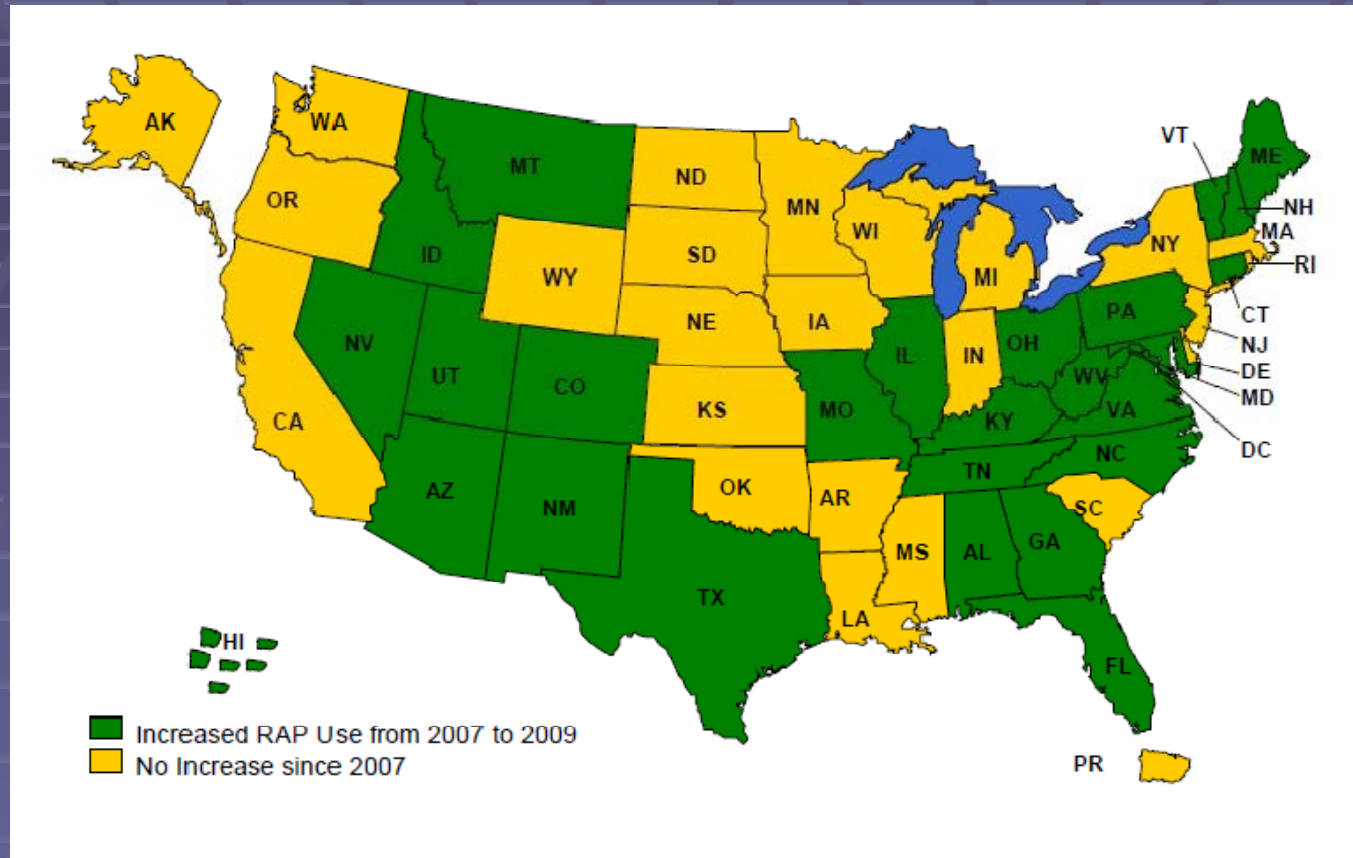 AK
WA
MT
ND
MN
VT
ME
OR
ID
WY
SD
WI
MI
NY
NH
MA
RI
NV
UT
CO
NE
IA
IL
IN
OH
PA
CT
NJ
DE
MD
CA
KS
MO
KY
WV
VA
DC
AZ
NM
OK
AR
TN
NC
SC
TX
LA
MS
AL
GA
FL
HI
Increased RAP Use from 2007 to 2009
No Increase since 2007
PR